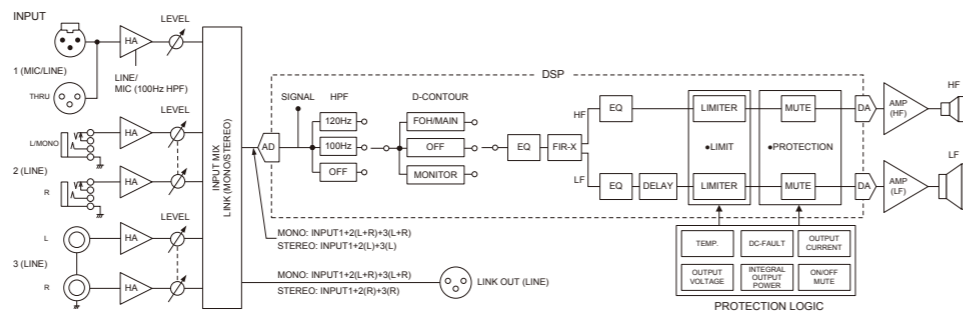 INPUT
LEVEL
HA
1 (MIC/LINE)
LINE/
MIC (100Hz HPF)
THRU
LEVEL
L/MONO
HA
2 (LINE)
R
HA
LEVEL
L
HA
3 (LINE)
R
HA
INPUT MIX
LINK (MONO/STEREO)
DSP
SIGNAL
HPF
D-CONTOUR
AD
120Hz
100Hz
OFF
FOH/MAIN
OFF
MONITOR
EQ
FIR-X
HF
LF
EQ
EQ
DELAY
LIMITER
●LIMIT
LIMITER
MUTE
●PROTECTION
MUTE
DA
DA
AMP
(HF)
AMP
(LF)
HF
LF
MONO: INPUT1+2(L+R)+3(L+R)
STEREO: INPUT1+2(L)+3(L)
MONO: INPUT1+2(L+R)+3(L+R)
STEREO: INPUT1+2(R)+3(R)
LINK OUT (LINE)
TEMP.
DC-FAULT
OUTPUT
CURRENT
OUTPUT
VOLTAGE
INTEGRAL
OUTPUT
POWER
ON/OFF
MUTE
PROTECTION LOGIC